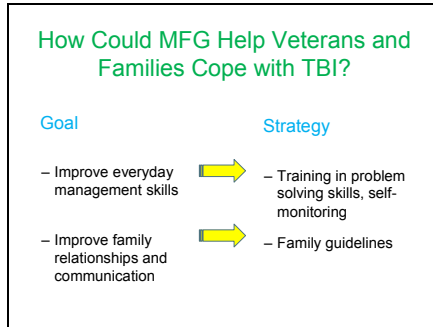 How Could MFG Help Veterans and
Families Cope with TBI?
Goal
Strategy
– Improve everyday
management skills
– Training in problem
solving skills, self-
monitoring
– Improve family
relationships and
communication
– Family guidelines